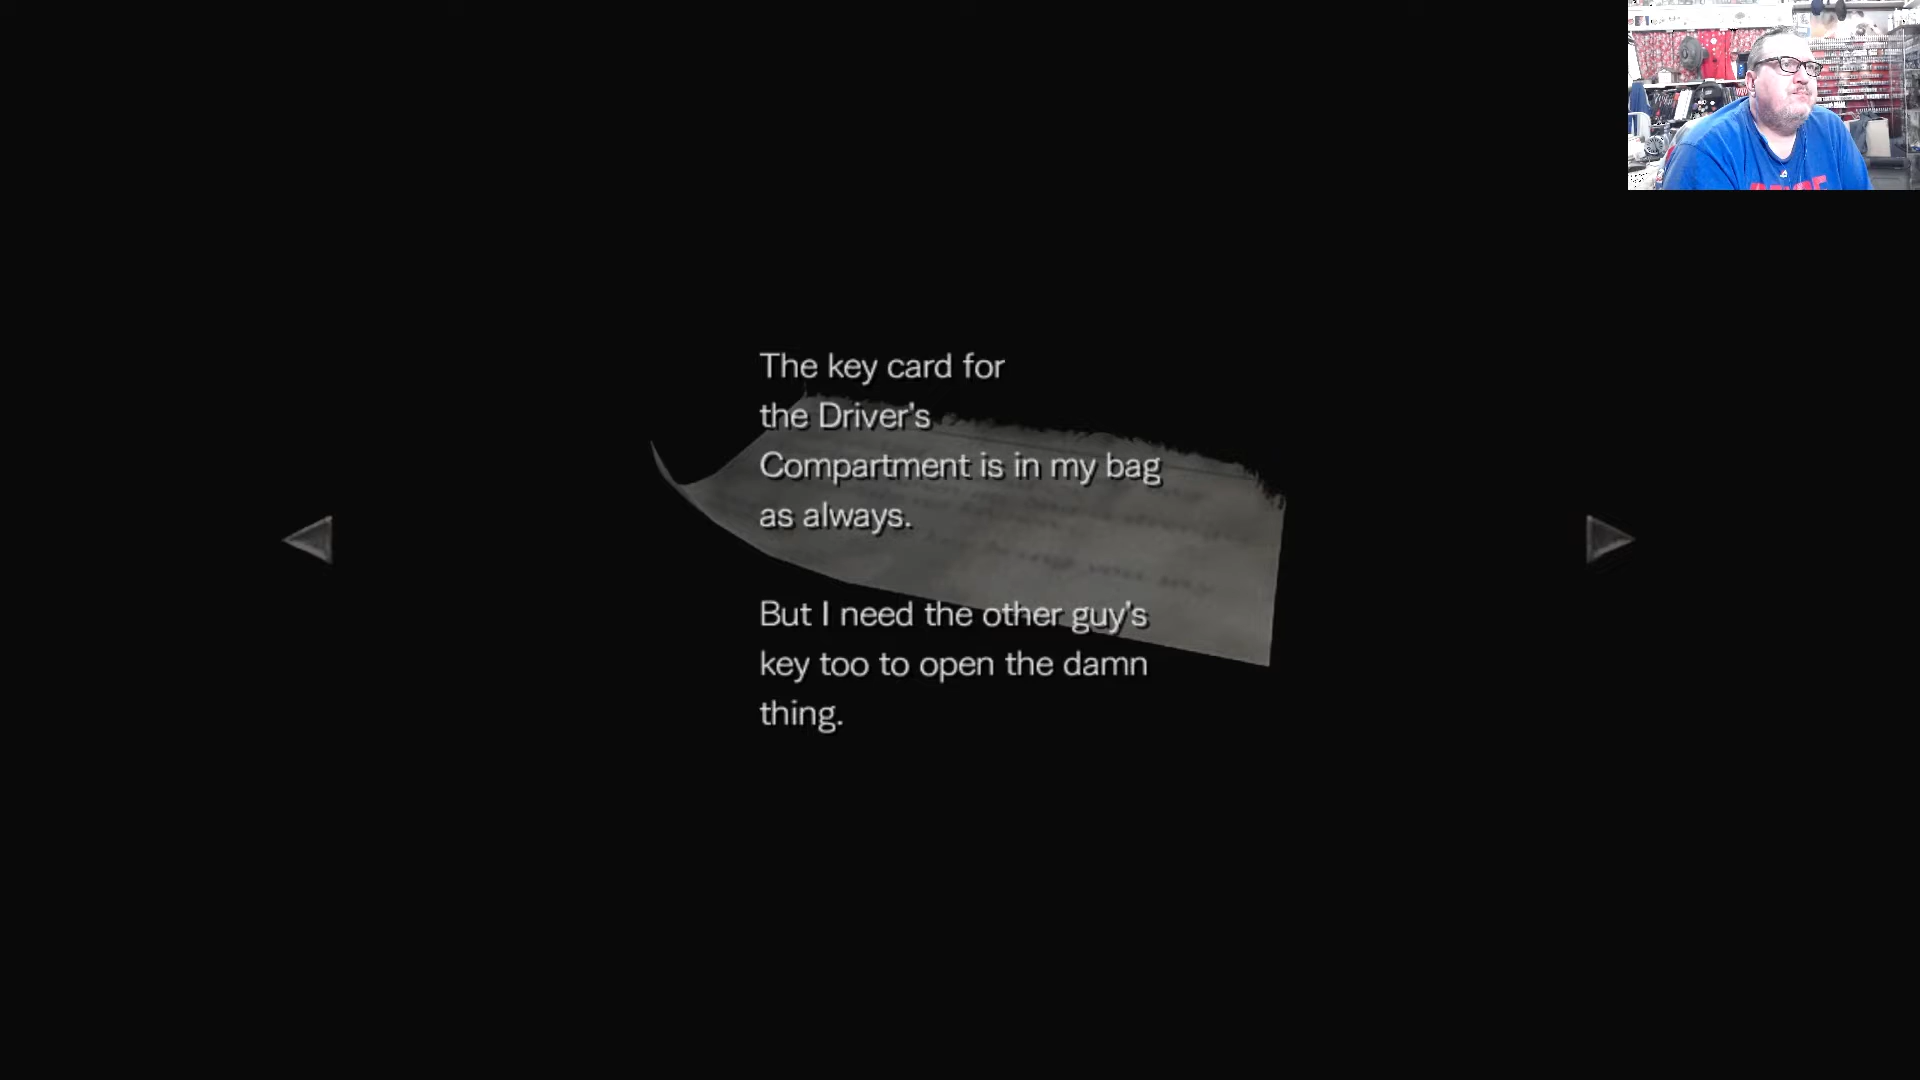 The key card for
the Driver's
Compartment is in my bag
as always.
But I need the other guy's
key too to open the damn
thing.